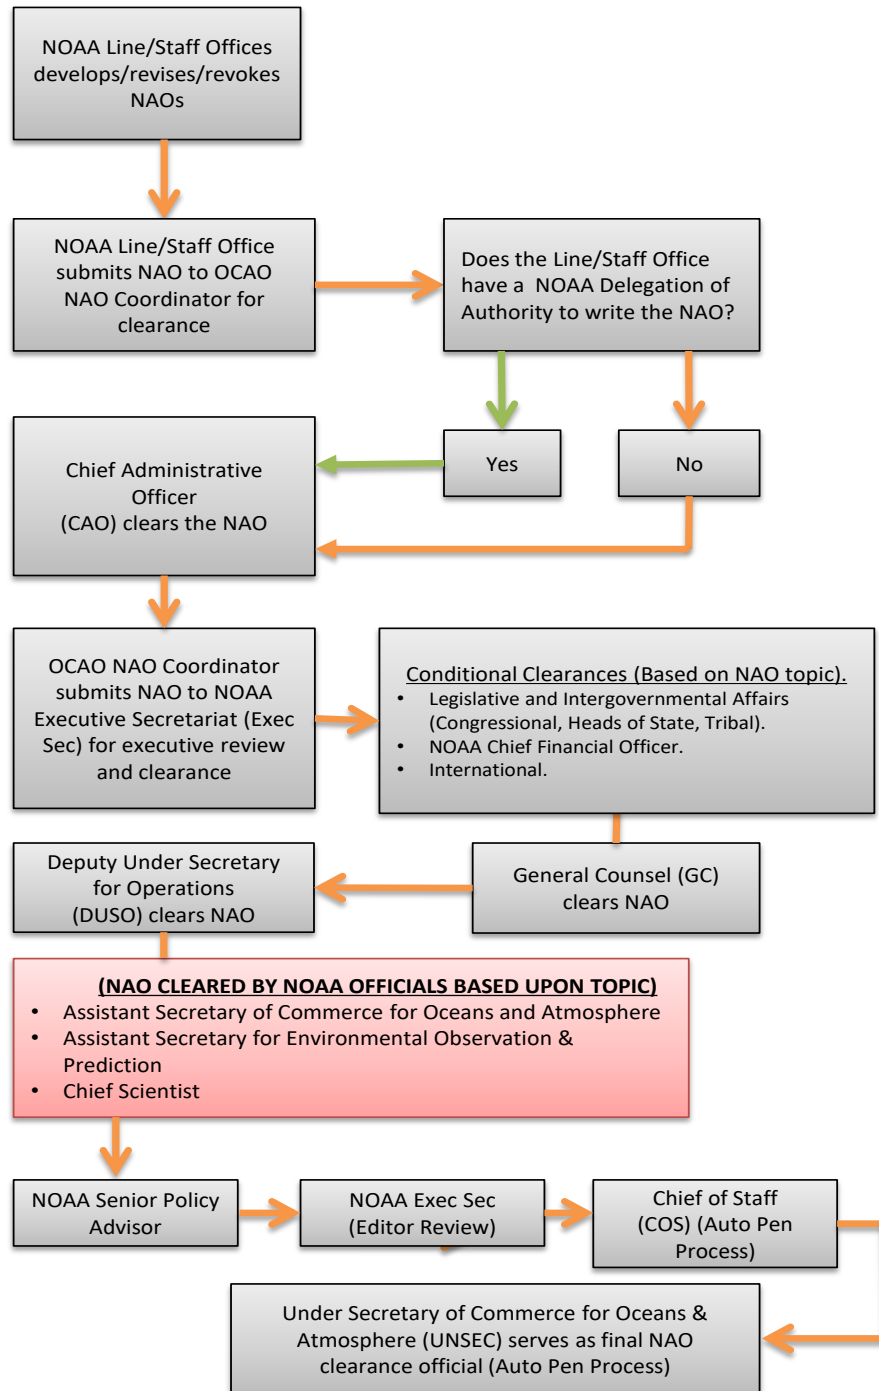 NOAA Line/Staff Offices
develops/revises/revokes
NAOs
NOAA Line/Staff Office
submits NAO to OCAO
NAO Coordinator for
clearance
Does the Line/Staff Office
have a NOAA Delegation of
Authority to write the NAO?
Yes
No
Chief Administrative
Officer
(CAO) clears the NAO
OCAO NAO Coordinator
submits NAO to NOAA
Executive Secretariat (Exec
Sec) for executive review
and clearance
Conditional Clearances (Based on NAO topic).
• Legislative and Intergovernmental Affairs
(Congressional, Heads of State, Tribal).
• NOAA Chief Financial Officer.
• International.
General Counsel (GC)
clears NAO
Deputy Under Secretary
for Operations
(DUSO) clears NAO
(NAO CLEARED BY NOAA OFFICIALS BASED UPON TOPIC)
• Assistant Secretary of Commerce for Oceans and Atmosphere
• Assistant Secretary for Environmental Observation &
Prediction
• Chief Scientist
NOAA Senior Policy
Advisor
NOAA Exec Sec
(Editor Review)
Chief of Staff
(COS) (Auto Pen
Process)
Under Secretary of Commerce for Oceans &
Atmosphere (UNSEC) serves as final NAO
clearance official (Auto Pen Process)